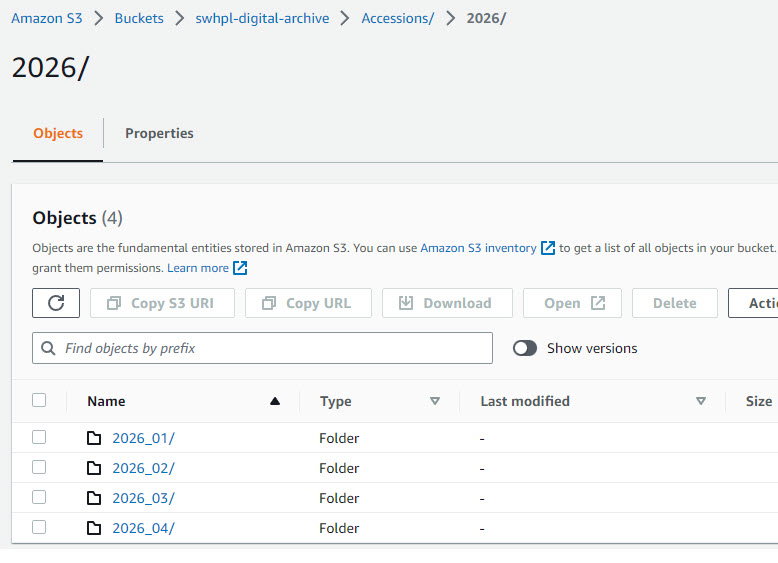 Amazon S3 > Buckets > swhpl-digital-archive > Accessions/ > 2026/
2026/
Objects Properties
Objects (4)
Objects are the fundamental entities stored in Amazon S3. You can use Amazon S3 inventory to get a list of all objects in your bucket.
grant them permissions. Learn more
Copy S3 URI Copy URL Download Open Delete Acti
Find objects by prefix Show versions
Name Type Last modified Size
2026_01/ Folder -
2026_02/ Folder -
2026_03/ Folder -
2026_04/ Folder -